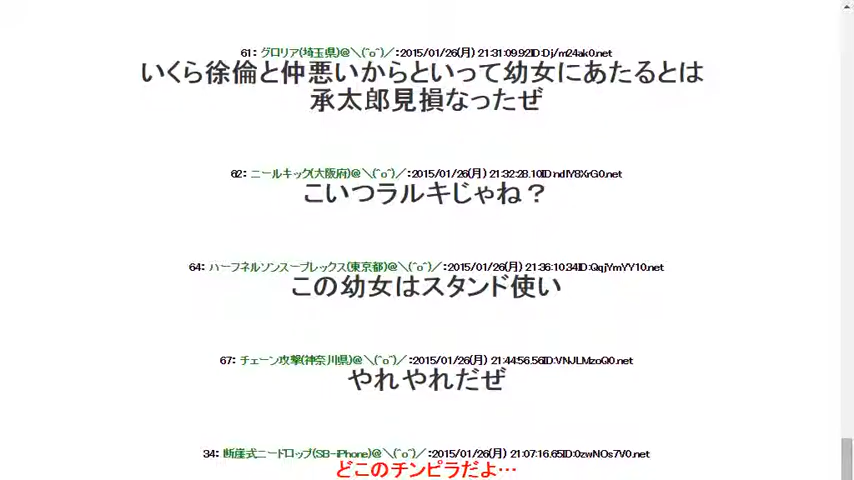 61: グロリア(埼玉県)@＼(^o^)／:2015/01/26(月) 21:31:09.92ID:Dj/m24ak0.net
いくら徐倫と仲悪いからといって幼女にあたるとは
承太郎見損なったぜ
62: ニールキック(大阪府)@＼(^o^)／:2015/01/26(月) 21:32:28.10ID:ndIY8XrG0.net
こいつラルキじゃね？
64: ハーフネルソンスープレックス(東京都)@＼(^o^)／:2015/01/26(月) 21:36:10.34ID:QqjYmYY10.net
この幼女はスタンド使い
67: チェーン攻撃(神奈川県)@＼(^o^)／:2015/01/26(月) 21:44:56.56ID:VNJLMzoQ0.net
やれやれだぜ
34: 断崖式ニードロップ(SB-iPhone)@＼(^o^)／:2015/01/26(月) 21:07:16.65ID:0zwNOs7V0.net
どこのチンピラだよ…